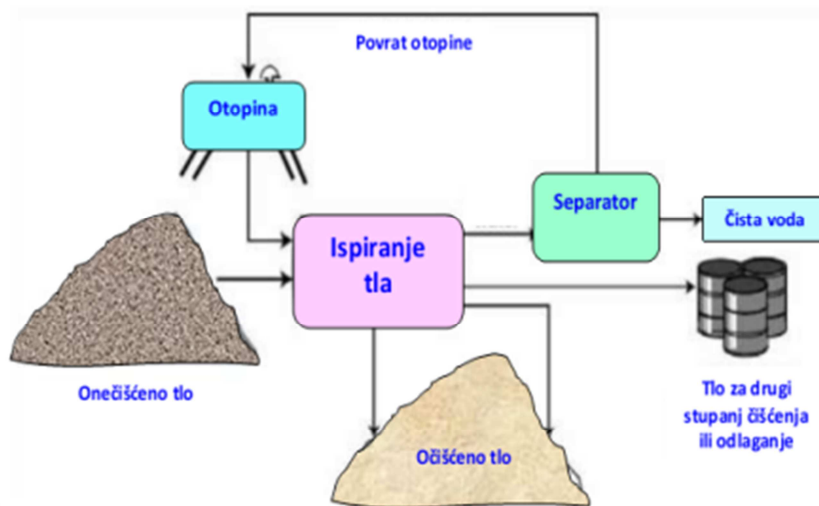 Povrat otopine
Otopina
Separator
Čista voda
Ispiranje
tla
Onečišćeno tlo
Očišćeno tlo
Tlo za drugi
stupanj čišćenja
ili odlaganje